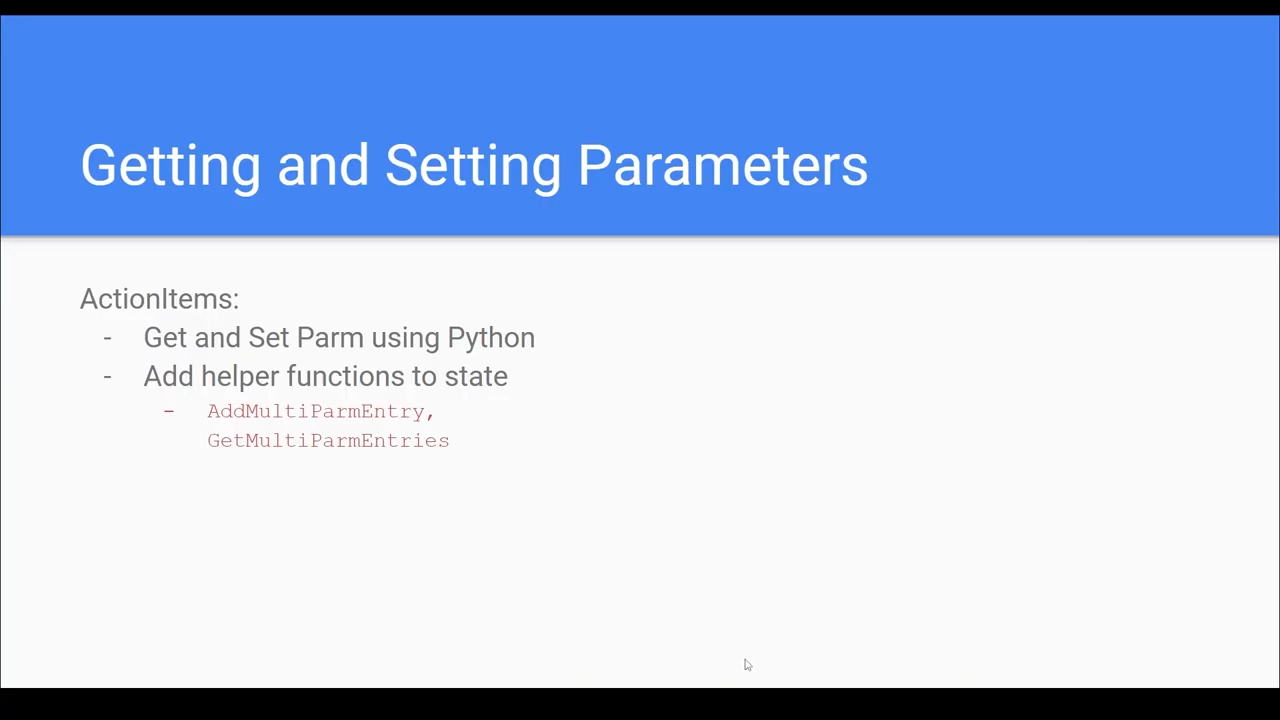 Getting and Setting Parameters
ActionItems:
- Get and Set Parm using Python
- Add helper functions to state
- AddMultiParmEntry,
GetMultiParmEntries